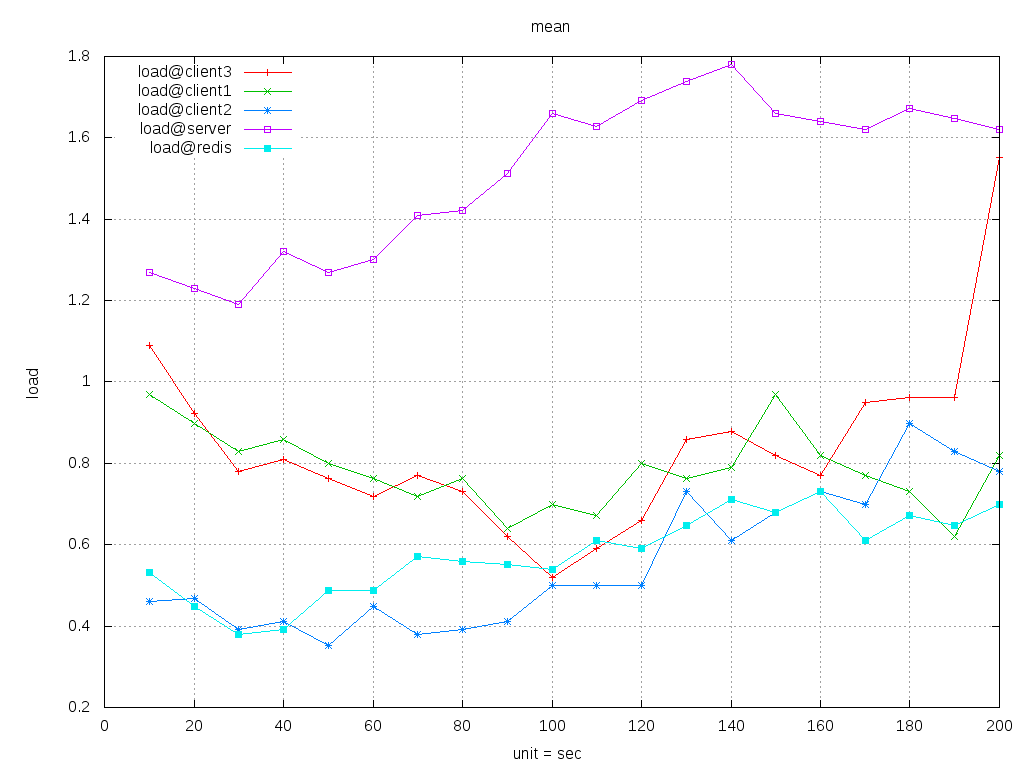 mean
load@client3
load@client1
load@client2
load@server
load@redis
1.8
1.6
1.4
1.2
1
0.8
0.6
0.4
0.2
load
0 20 40 60 80 100 120 140 160 180 200
unit = sec